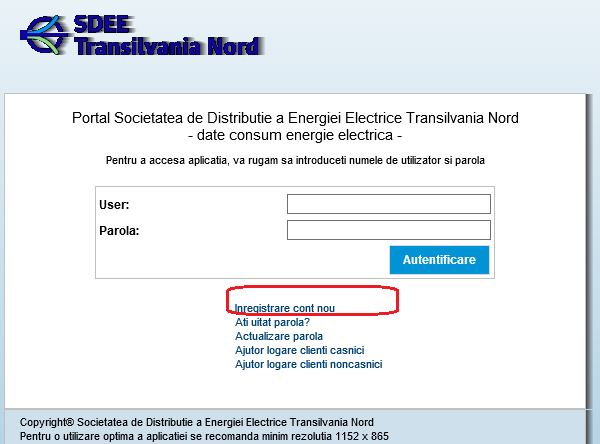 SDEE
Transilvania Nord
Portal Societatea de Distributie a Energiei Electrice Transilvania Nord
- date consum energie electrica -
Pentru a accesa aplicatia, va rugam sa introduceti numele de utilizator si parola
User:
Parola:
Autentificare
Inregistrare cont nou
Ati uitat parola?
Actualizare parola
Ajutor logare clienti casnici
Ajutor logare clienti noncasnici
Copyright® Societatea de Distributie a Energiei Electrice Transilvania Nord
Pentru o utilizare optima a aplicatiei se recomanda minim rezolutia 1152 x 865